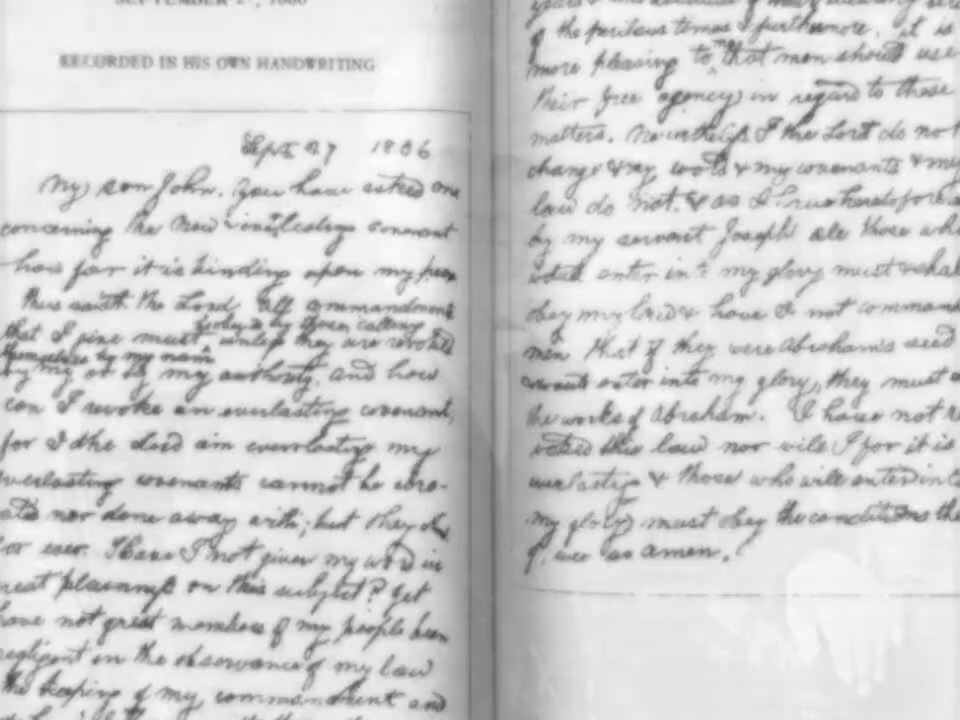 SEPTEMBER 27, 1886
RECORDED IN HIS OWN HANDWRITING
Sept 27 1886
My son John. You have asked me
concerning the New & everlasting covenant
how far it is binding upon my people
thus saith the Lord All commandments
that I give must be obeyed by those calling
themselves by my name unless they are revoked
by my or by my authority. and how
can I revoke an everlasting covenant;
for I the Lord am everlasting my
everlasting covenants cannot be abro-
gated nor done away with; but they
for ever. Have I not given my word in
great plainness on this subject? Yet
have not great members of my people been
negligent in the observance of my law
& the keeping of my commandment and
of the perilous times & furthermore. it is
more pleasing to me that men should use
their free agency in regard to these
matters. Nevertheless I the Lord do not
change & my word & my covenants & my
law do not. & as I have heretofore
by my servant Joseph all those who
would enter into my glory must & shall
obey my law & have I not commanded
men that if they were Abraham's seed
& would enter into my glory, they must
the works of Abraham. I have not re
voked this law nor will I for it is
everlasting & those who will enter into
my glory must obey the conditions
so amen.